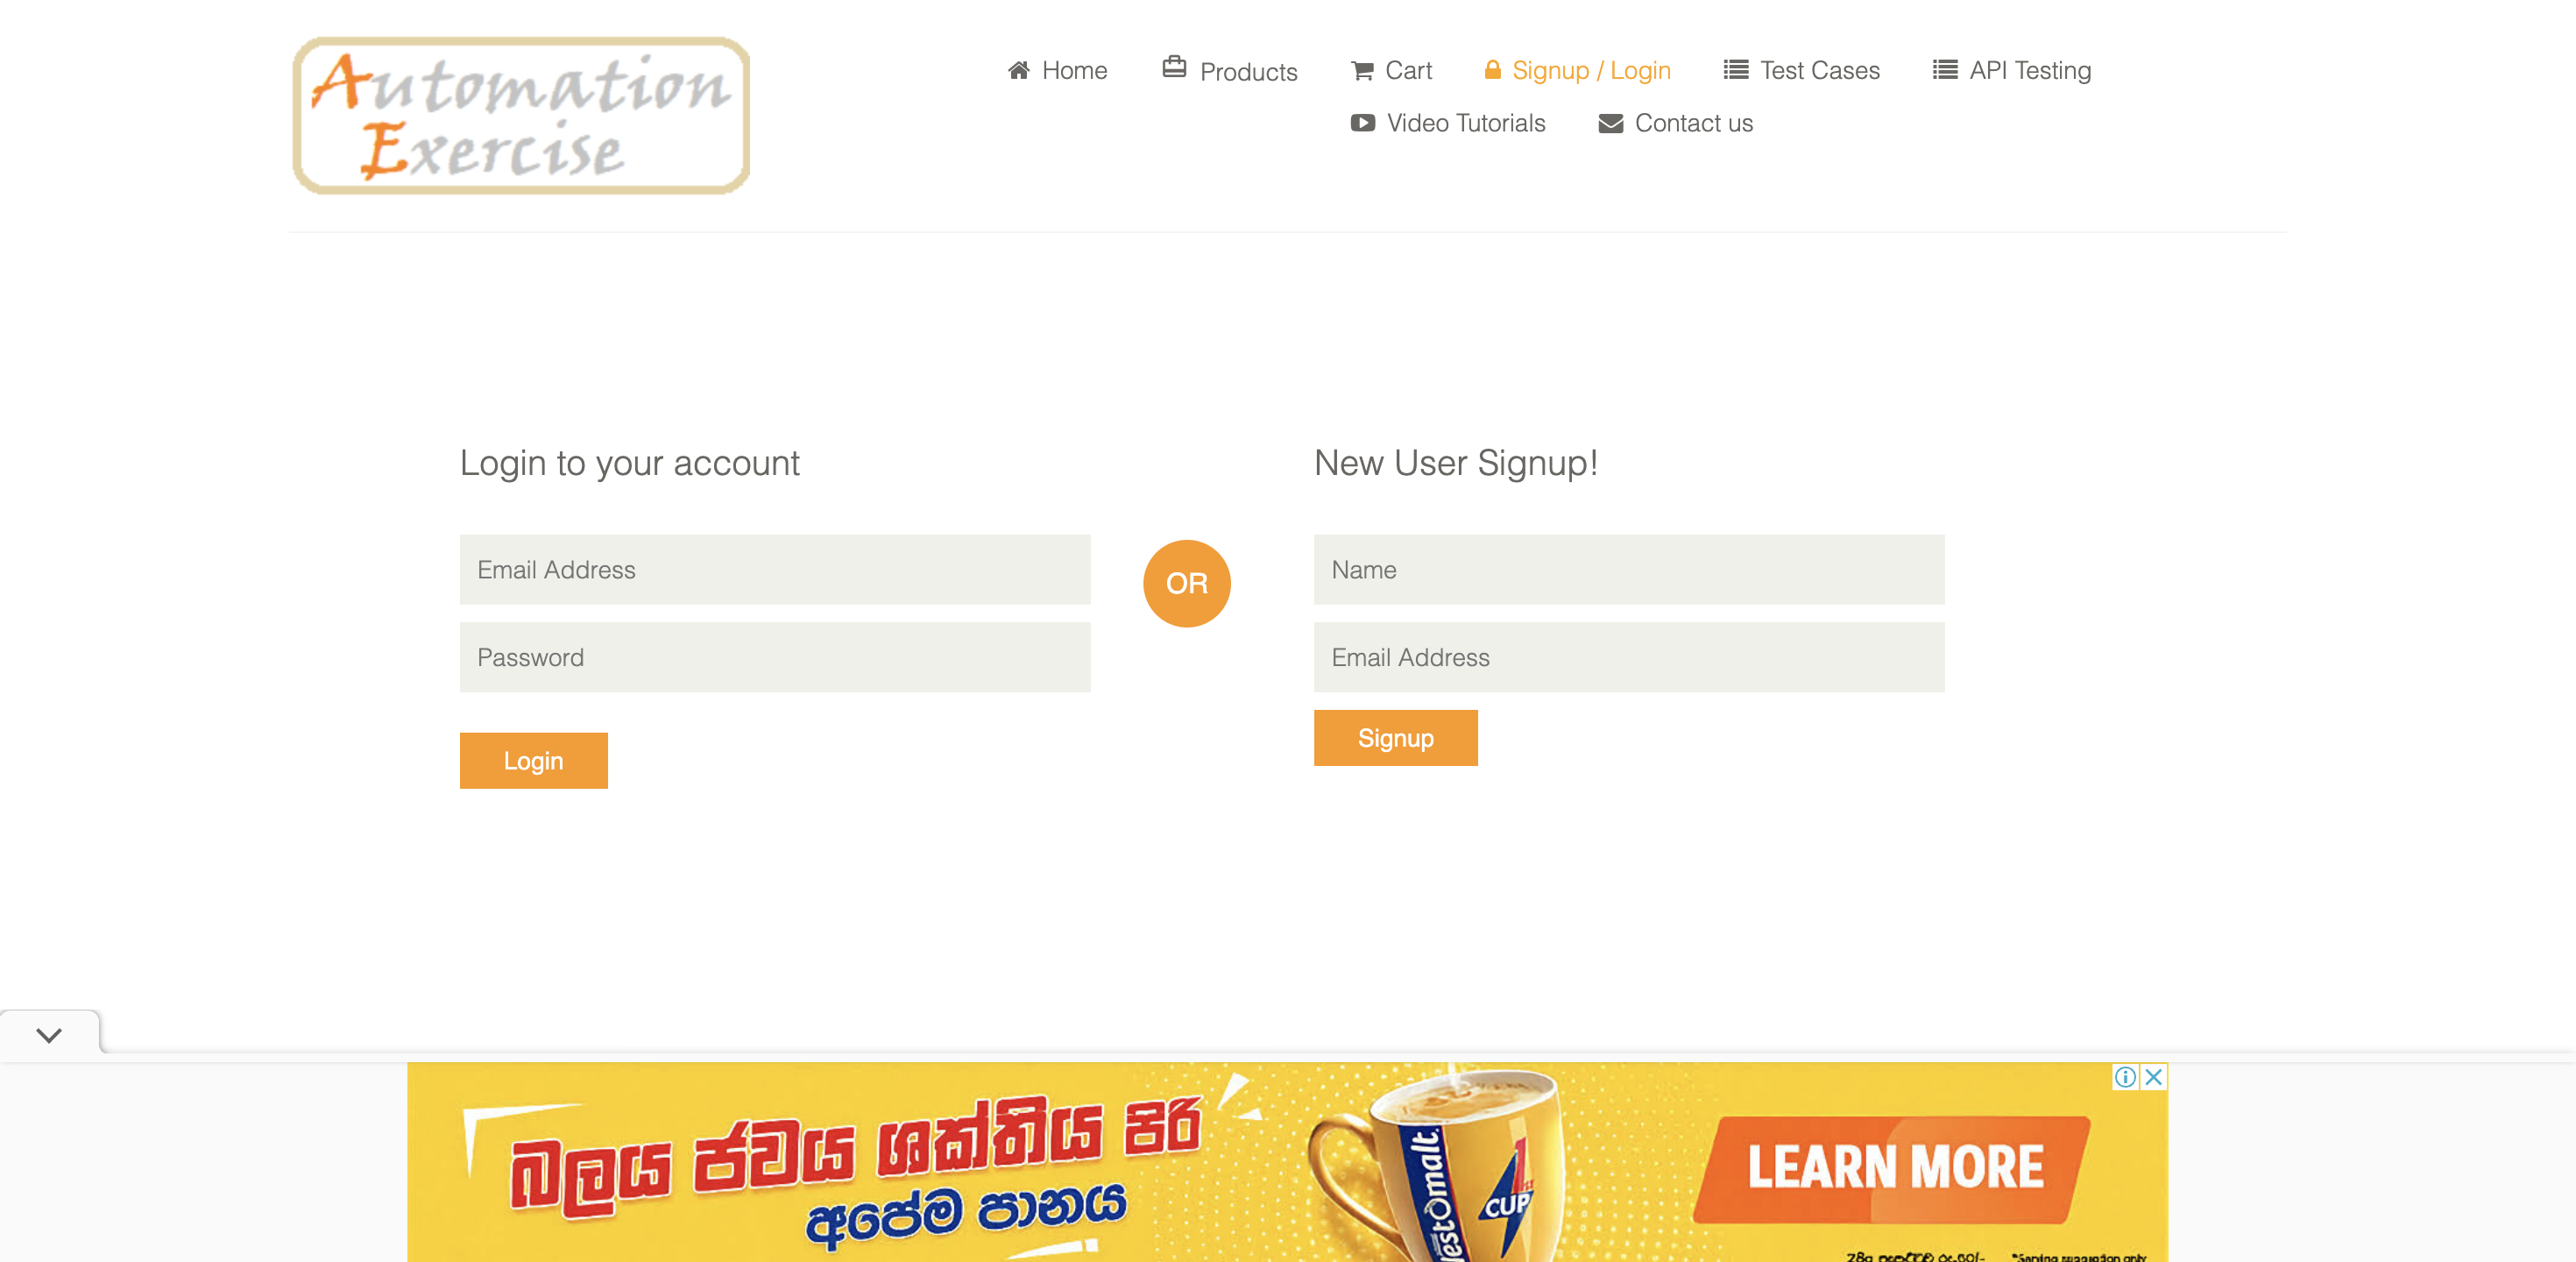 Automation
Exercise
Home
Products
Cart
Signup / Login
Test Cases
API Testing
Video Tutorials
Contact us
Login to your account
Email Address
Password
Login
OR
New User Signup!
Name
Email Address
Signup
බලය ජවය ශක්තිය පිරි
අපේම පානය
Nestomalt.
1
CUP
LEARN MORE